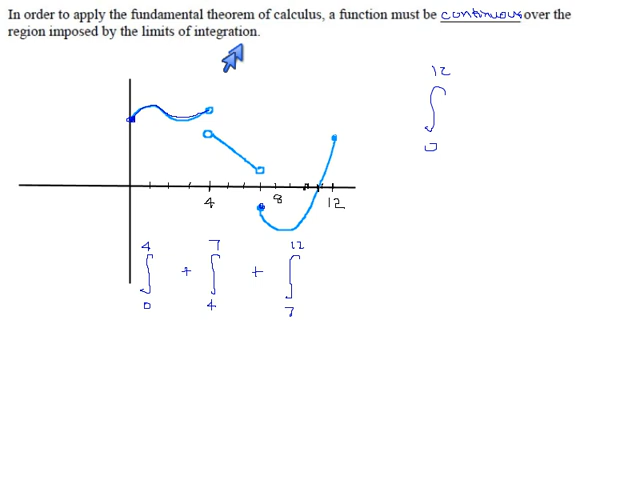 In order to apply the fundamental theorem of calculus, a function must be continuous over the
region imposed by the limits of integration.
12
∫
0
4 8 12
4 7 12
∫ + ∫ + ∫
0 4 7